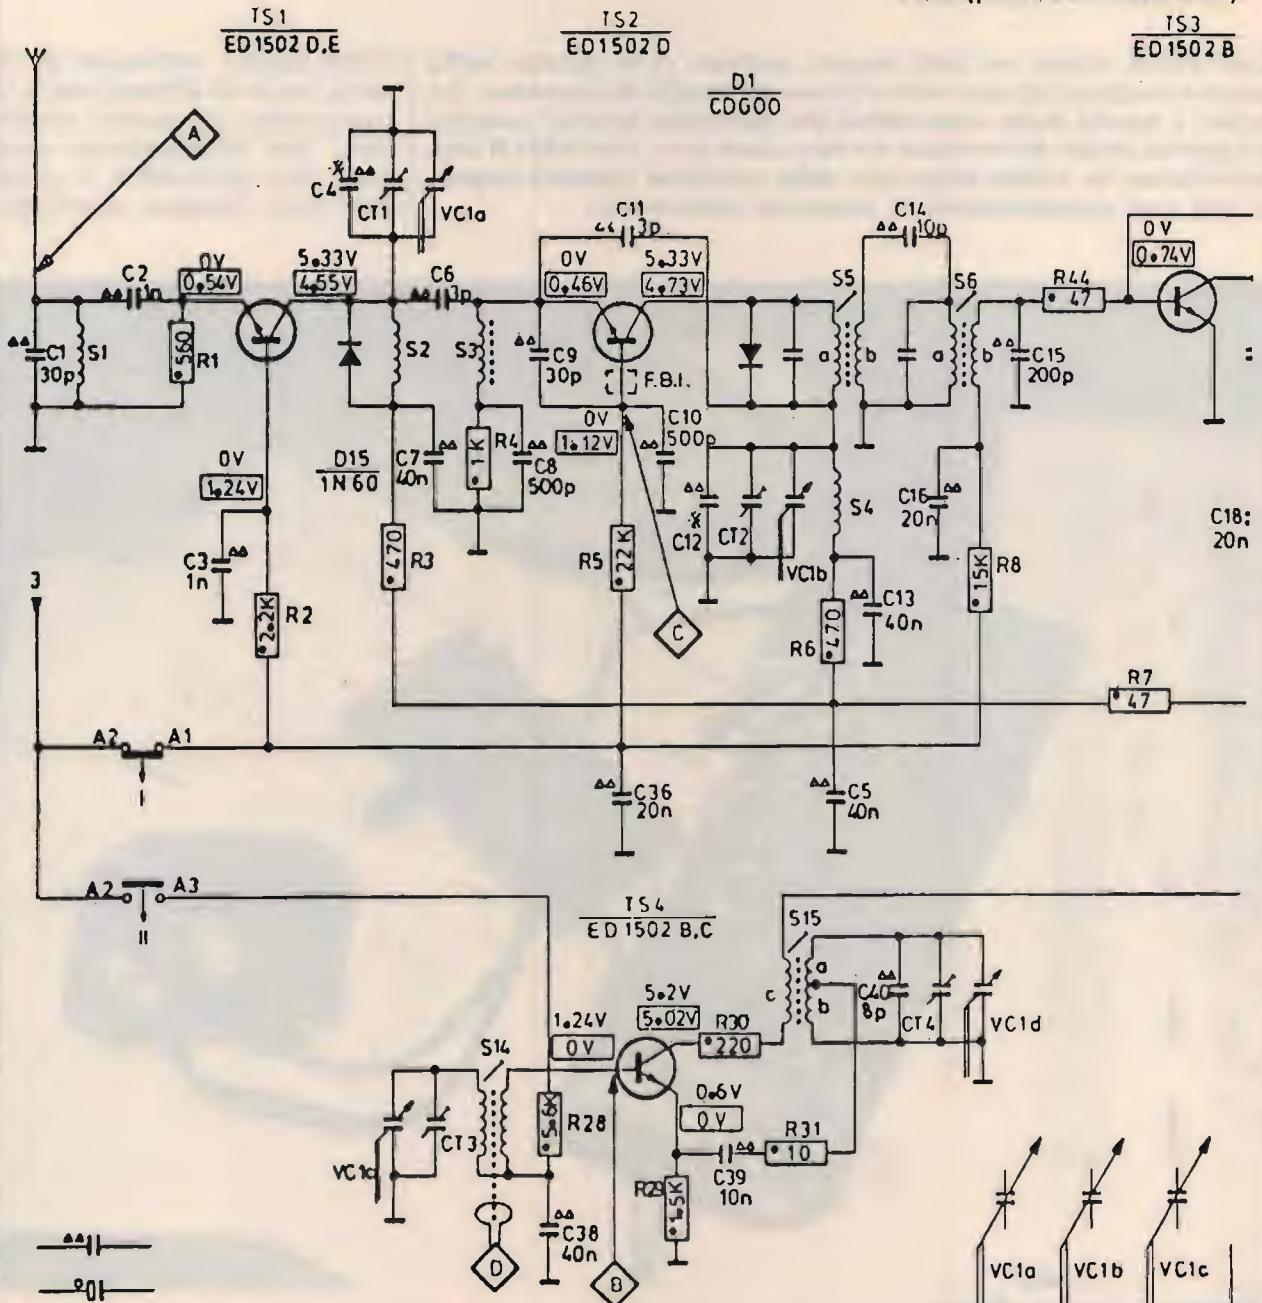 TS1
ED1502 D,E
TS2
ED1502 D
TS3
ED1502 B
D1
CDG00
A
C4
CT1
VC1a
C11
3p
C14
10p
C2
1n
0V
0.54V
5.33V
4.55V
C6
3p
0V
0.46V
5.33V
4.73V
S5
S6
R44
47
0V
0.74V
C1
30p
S1
560
R1
S2
S3
C9
30p
F.B.I.
a
b
a
b
C15
200p
0V
1.24V
D15
1N60
C7
40n
1K
R4
C8
500p
0V
1.12V
C10
500p
C12
CT2
VC1b
S4
C16
20n
C18
20n
C3
1n
470
R3
R5
22K
15K
R8
3
2.2K
R2
C
R6
470
C13
40n
R7
47
A2
A1
I
C36
20n
C5
40n
A2
A3
II
TS4
ED1502 B,C
S15
a
c
b
C40
8p
CT4
VC1d
5.2V
5.02V
1.24V
0V
R30
220
S14
CT3
VC1c
5.6K
R28
0.6V
0V
R31
10
C39
10n
R29
1.5K
C38
40n
D
B
VC1a
VC1b
VC1c